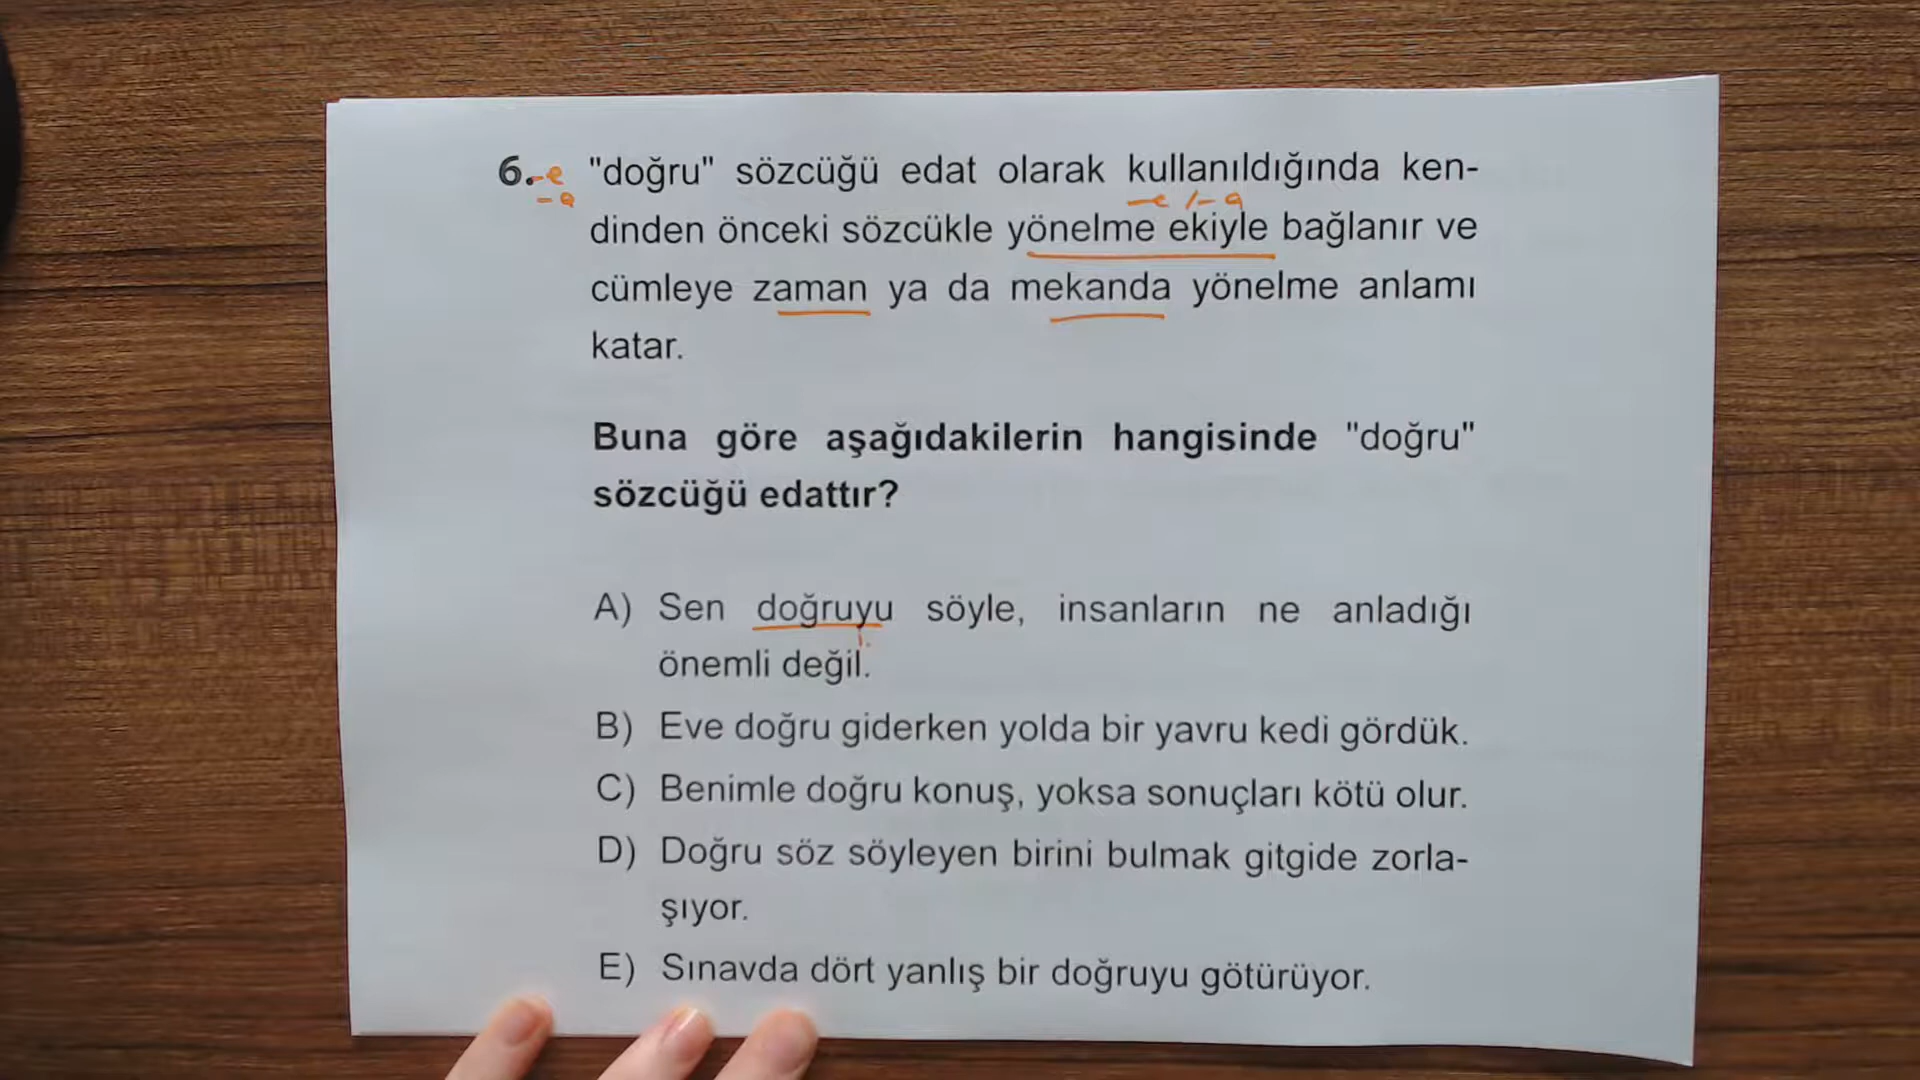 6. -e "doğru" sözcüğü edat olarak kullanıldığında ken-
-a -e / -a
dinden önceki sözcükle yönelme ekiyle bağlanır ve
cümleye zaman ya da mekanda yönelme anlamı
katar.
Buna göre aşağıdakilerin hangisinde "doğru"
sözcüğü edattır?
A) Sen doğruyu söyle, insanların ne anladığı
önemli değil.
B) Eve doğru giderken yolda bir yavru kedi gördük.
C) Benimle doğru konuş, yoksa sonuçları kötü olur.
D) Doğru söz söyleyen birini bulmak gitgide zorla-
şıyor.
E) Sınavda dört yanlış bir doğruyu götürüyor.